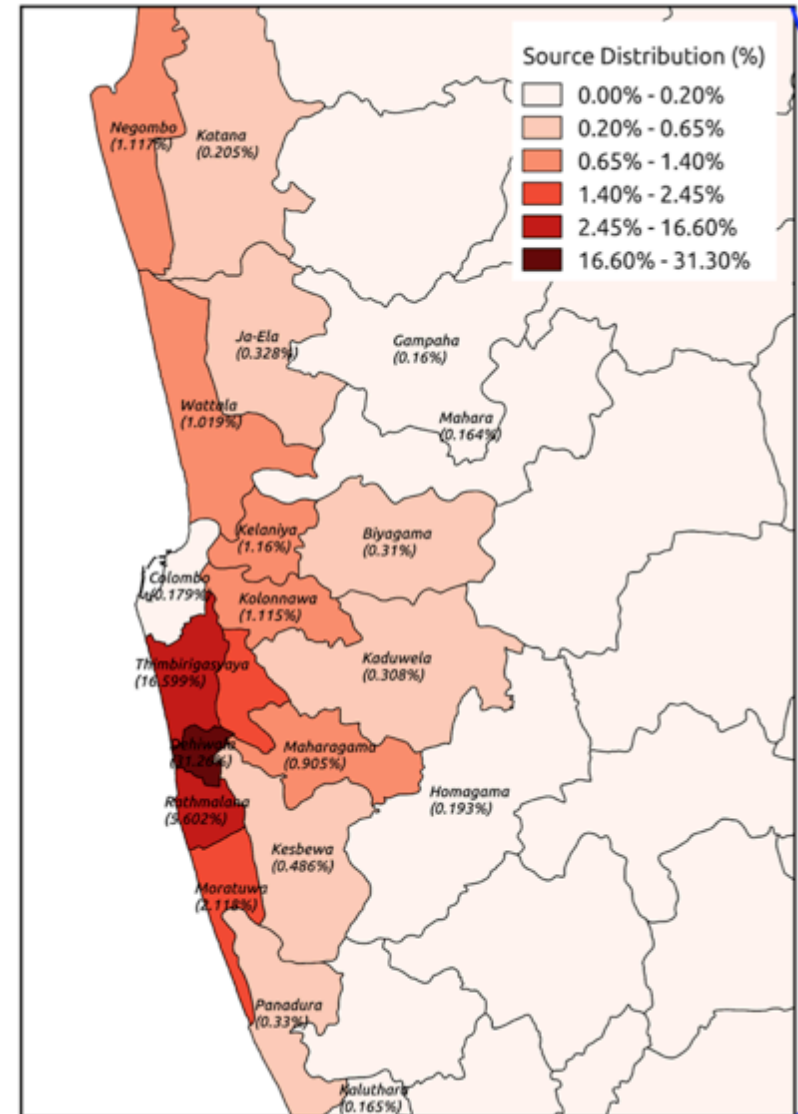 Source Distribution (%)
0.00% - 0.20%
0.20% - 0.65%
0.65% - 1.40%
1.40% - 2.45%
2.45% - 16.60%
16.60% - 31.30%
Negombo
(1.117%)
Katana
(0.205%)
Ja-Ela
(0.328%)
Gampaha
(0.16%)
Wattala
(1.019%)
Mahara
(0.164%)
Kelaniya
(1.16%)
Biyagama
(0.31%)
Colombo
(0.179%)
Kolonnawa
(1.115%)
Thimbirigasyaya
(16.599%)
Kaduwela
(0.308%)
Dehiwala
Maharagama
(0.905%)
Rathmalana
Homagama
(0.193%)
Kesbewa
(0.486%)
Moratuwa
(2.118%)
Panadura
(0.33%)
Kaluthara
(0.165%)